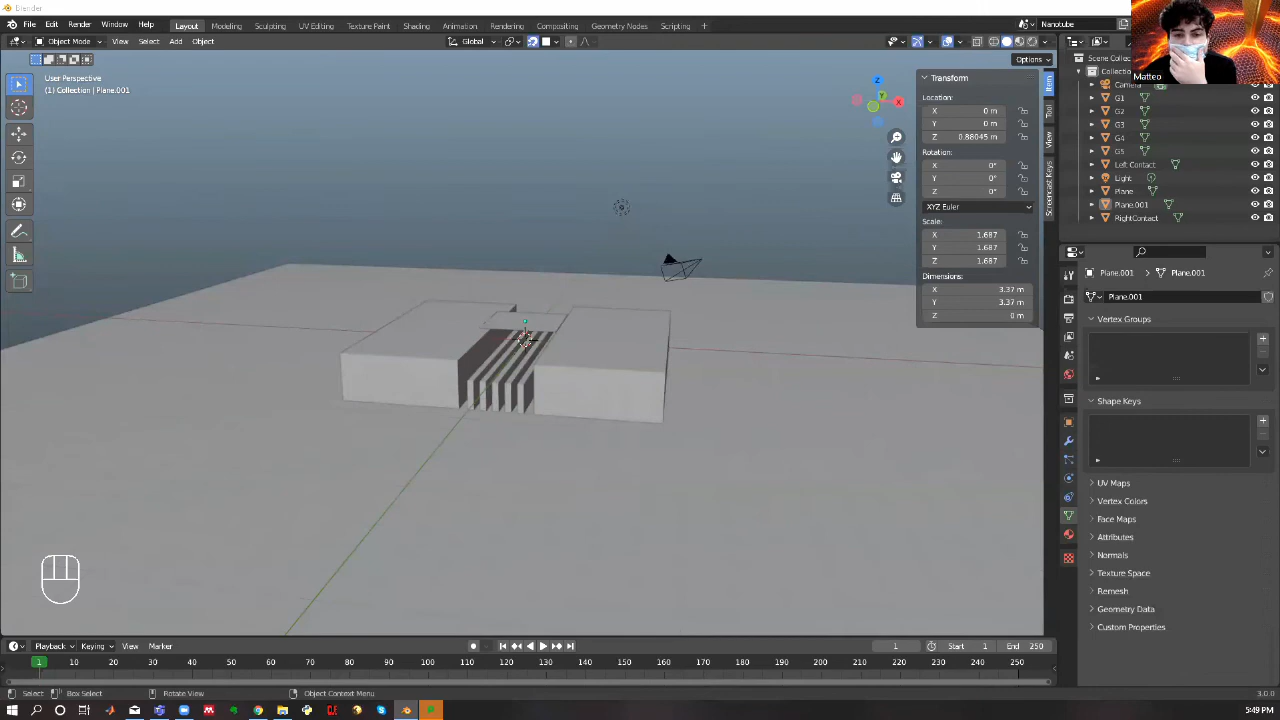 Blender
File Edit Render Window Help Layout Modeling Sculpting UV Editing Texture Paint Shading Animation Rendering Compositing Geometry Nodes Scripting + Nanotube
Object Mode View Select Add Object Global
Options
User Perspective
(1) Collection | Plane.001
Transform
Location:
X 0 m
Y 0 m
Z 0.88045 m
Rotation:
X 0°
Y 0°
Z 0°
XYZ Euler
Scale:
X 1.687
Y 1.687
Z 1.687
Dimensions:
X 3.37 m
Y 3.37 m
Z 0 m
Item
Tool
View
Screencast Keys
Z
Y
X
Matteo
Scene Collec
Collection
Camera
G1
G2
G3
G4
G5
Left Contact
Light
Plane
Plane.001
RightContact
Plane.001 Plane.001
Plane.001
Vertex Groups
Shape Keys
UV Maps
Vertex Colors
Face Maps
Attributes
Normals
Texture Space
Remesh
Geometry Data
Custom Properties
Playback Keying View Marker 1 Start 1 End 250
1 10 20 30 40 50 60 70 80 90 100 110 120 130 140 150 160 170 180 190 200 210 220 230 240 250
Select Box Select Rotate View Object Context Menu 3.0.0
5:49 PM